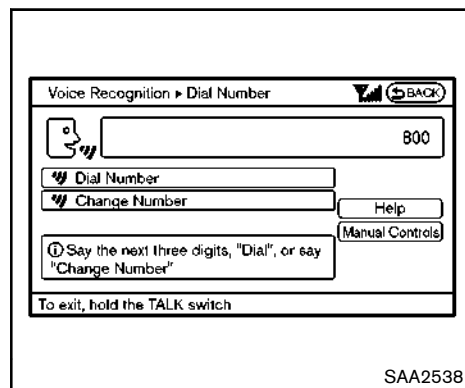 Voice Recognition ▸ Dial Number BACK
800
Dial Number
Change Number
Help
Manual Controls
Say the next three digits, "Dial", or say
"Change Number"
To exit, hold the TALK switch
SAA2538